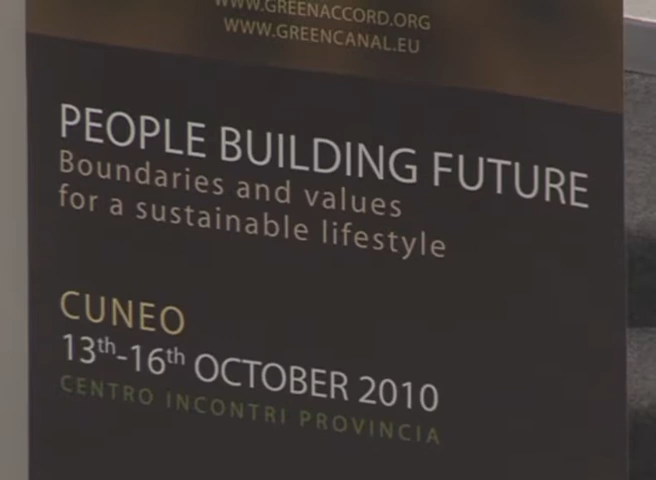 WWW.GREENACCORD.ORG
WWW.GREENCANAL.EU
PEOPLE BUILDING FUTURE
Boundaries and values
for a sustainable lifestyle
CUNEO
13th-16th OCTOBER 2010
CENTRO INCONTRI PROVINCIA